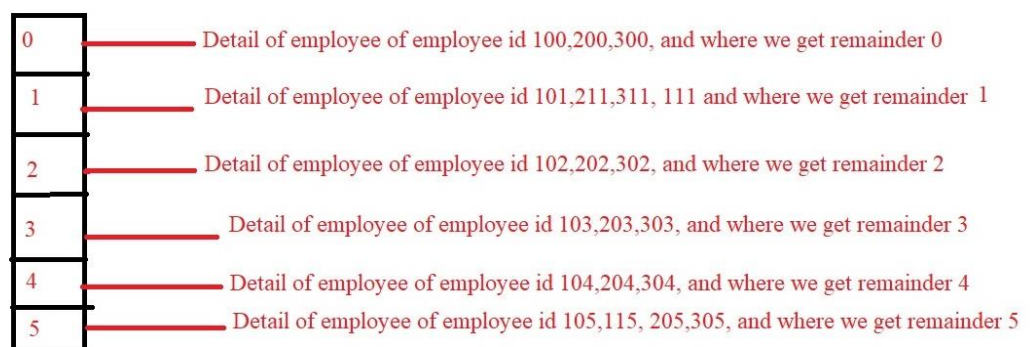 0 Detail of employee of employee id 100,200,300, and where we get remainder 0
1 Detail of employee of employee id 101,211,311, 111 and where we get remainder 1
2 Detail of employee of employee id 102,202,302, and where we get remainder 2
3 Detail of employee of employee id 103,203,303, and where we get remainder 3
4 Detail of employee of employee id 104,204,304, and where we get remainder 4
5 Detail of employee of employee id 105,115, 205,305, and where we get remainder 5